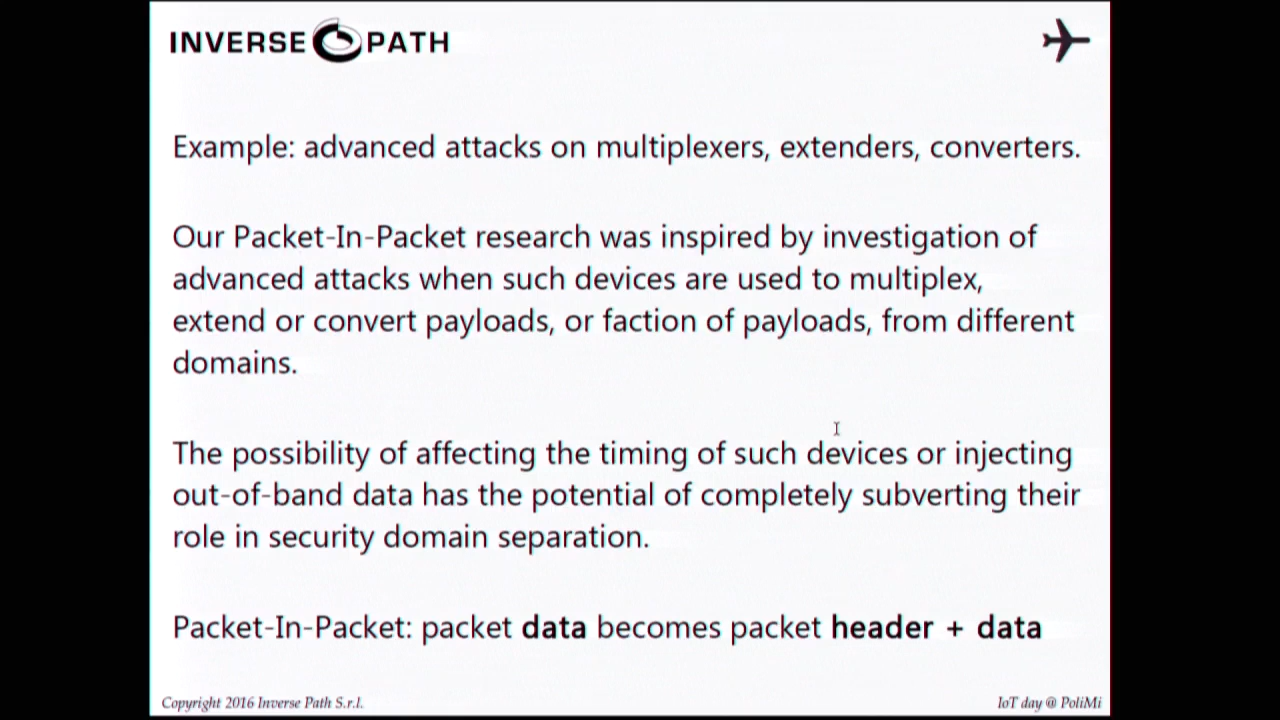 INVERSE PATH
Example: advanced attacks on multiplexers, extenders, converters.
Our Packet-In-Packet research was inspired by investigation of
advanced attacks when such devices are used to multiplex,
extend or convert payloads, or faction of payloads, from different
domains.
The possibility of affecting the timing of such devices or injecting
out-of-band data has the potential of completely subverting their
role in security domain separation.
Packet-In-Packet: packet data becomes packet header + data
Copyright 2016 Inverse Path S.r.l.
IoT day @ PoliMi